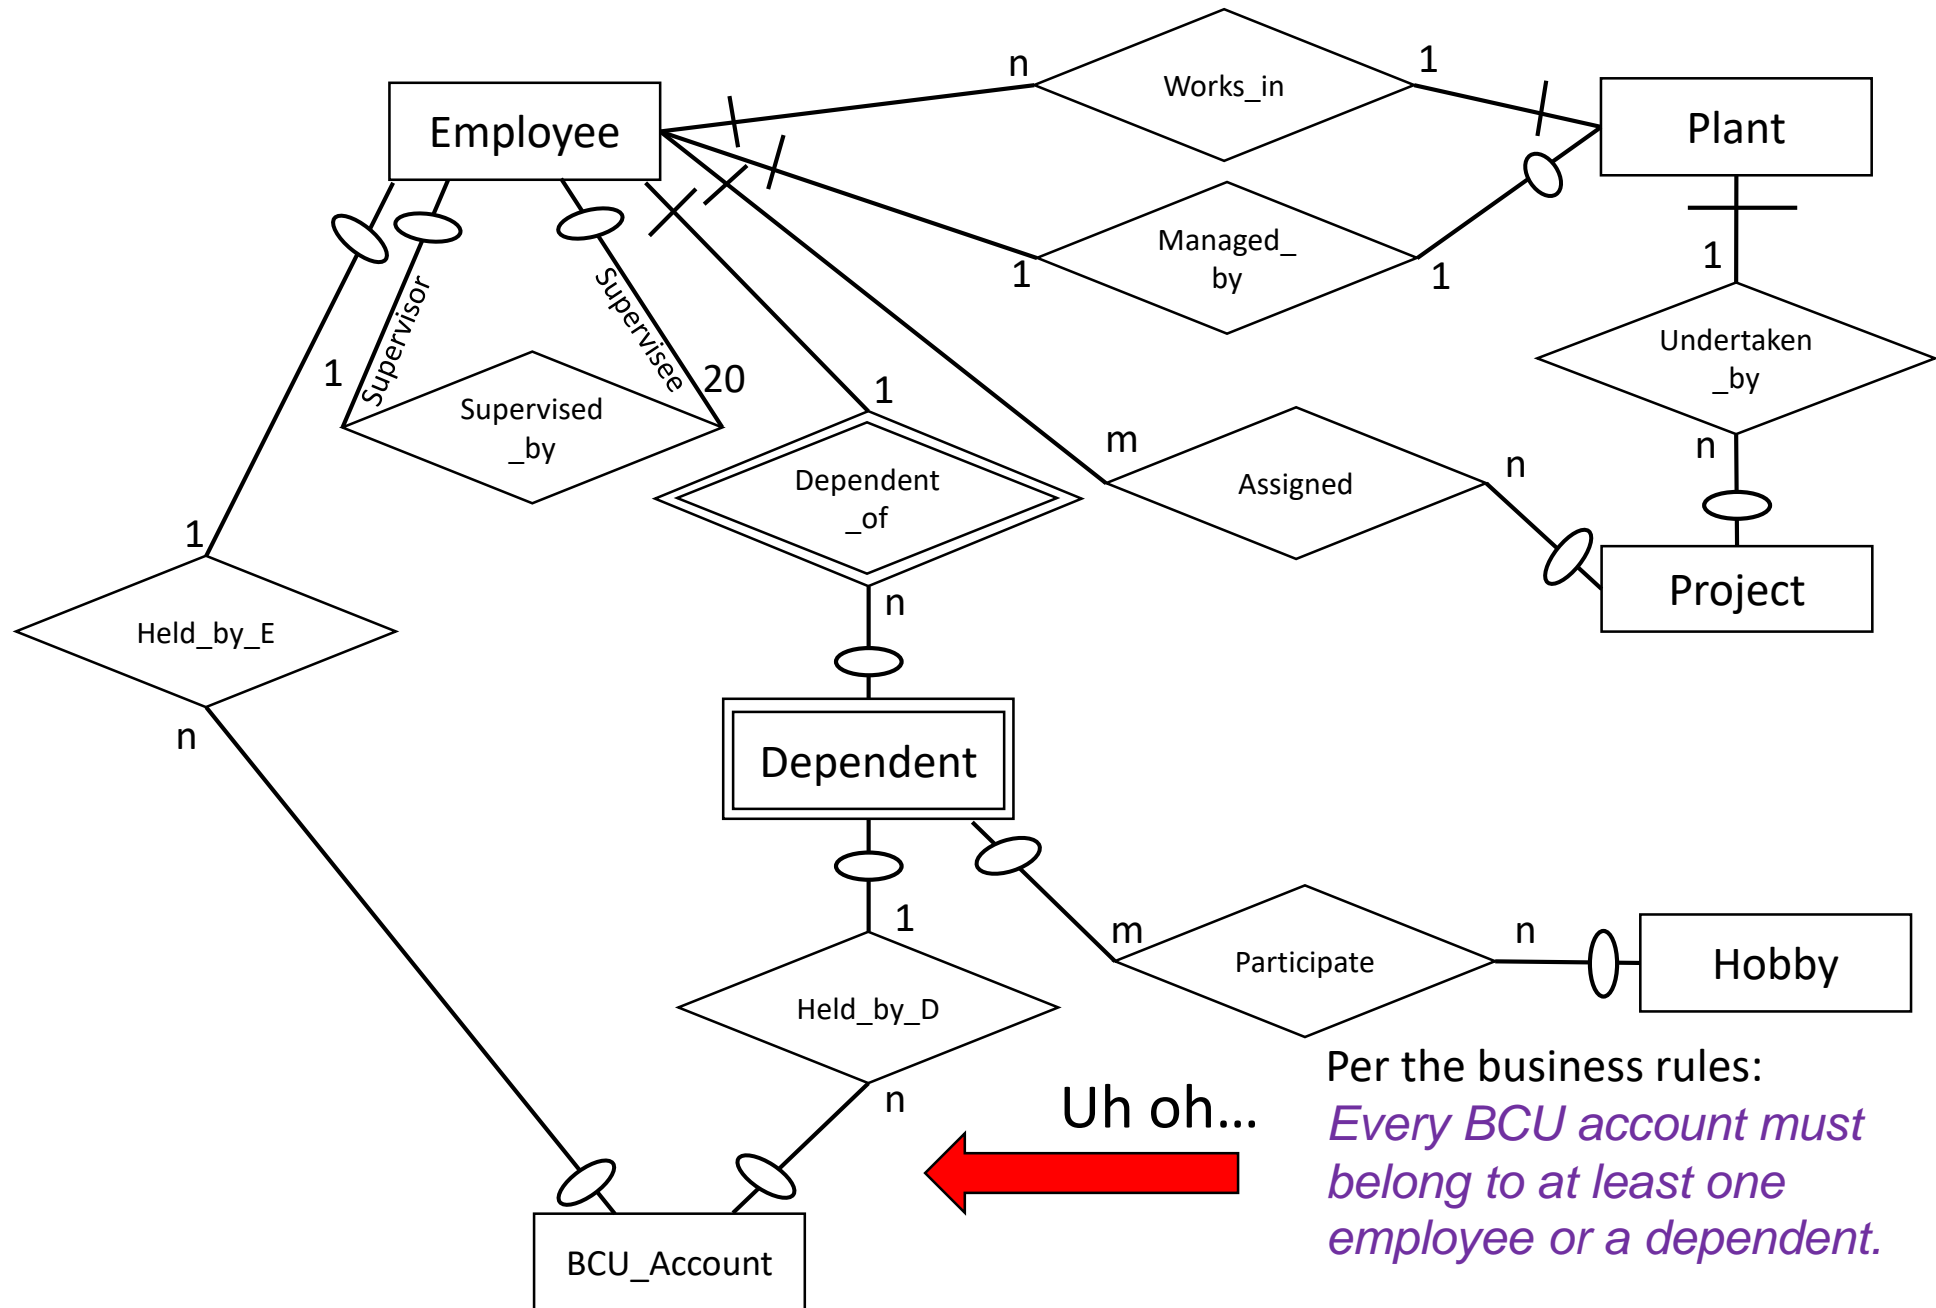 n
Works_in
1
Employee
Plant
1
Managed_
by
1
1
Supervisor
Supervisee
1
20
Supervised
_by
1
Undertaken
_by
n
Dependent
_of
m
Assigned
n
1
Held_by_E
n
n
Project
Dependent
1
m
Participate
n
Hobby
Held_by_D
n
Uh oh...
Per the business rules:
Every BCU account must
belong to at least one
employee or a dependent.
BCU_Account